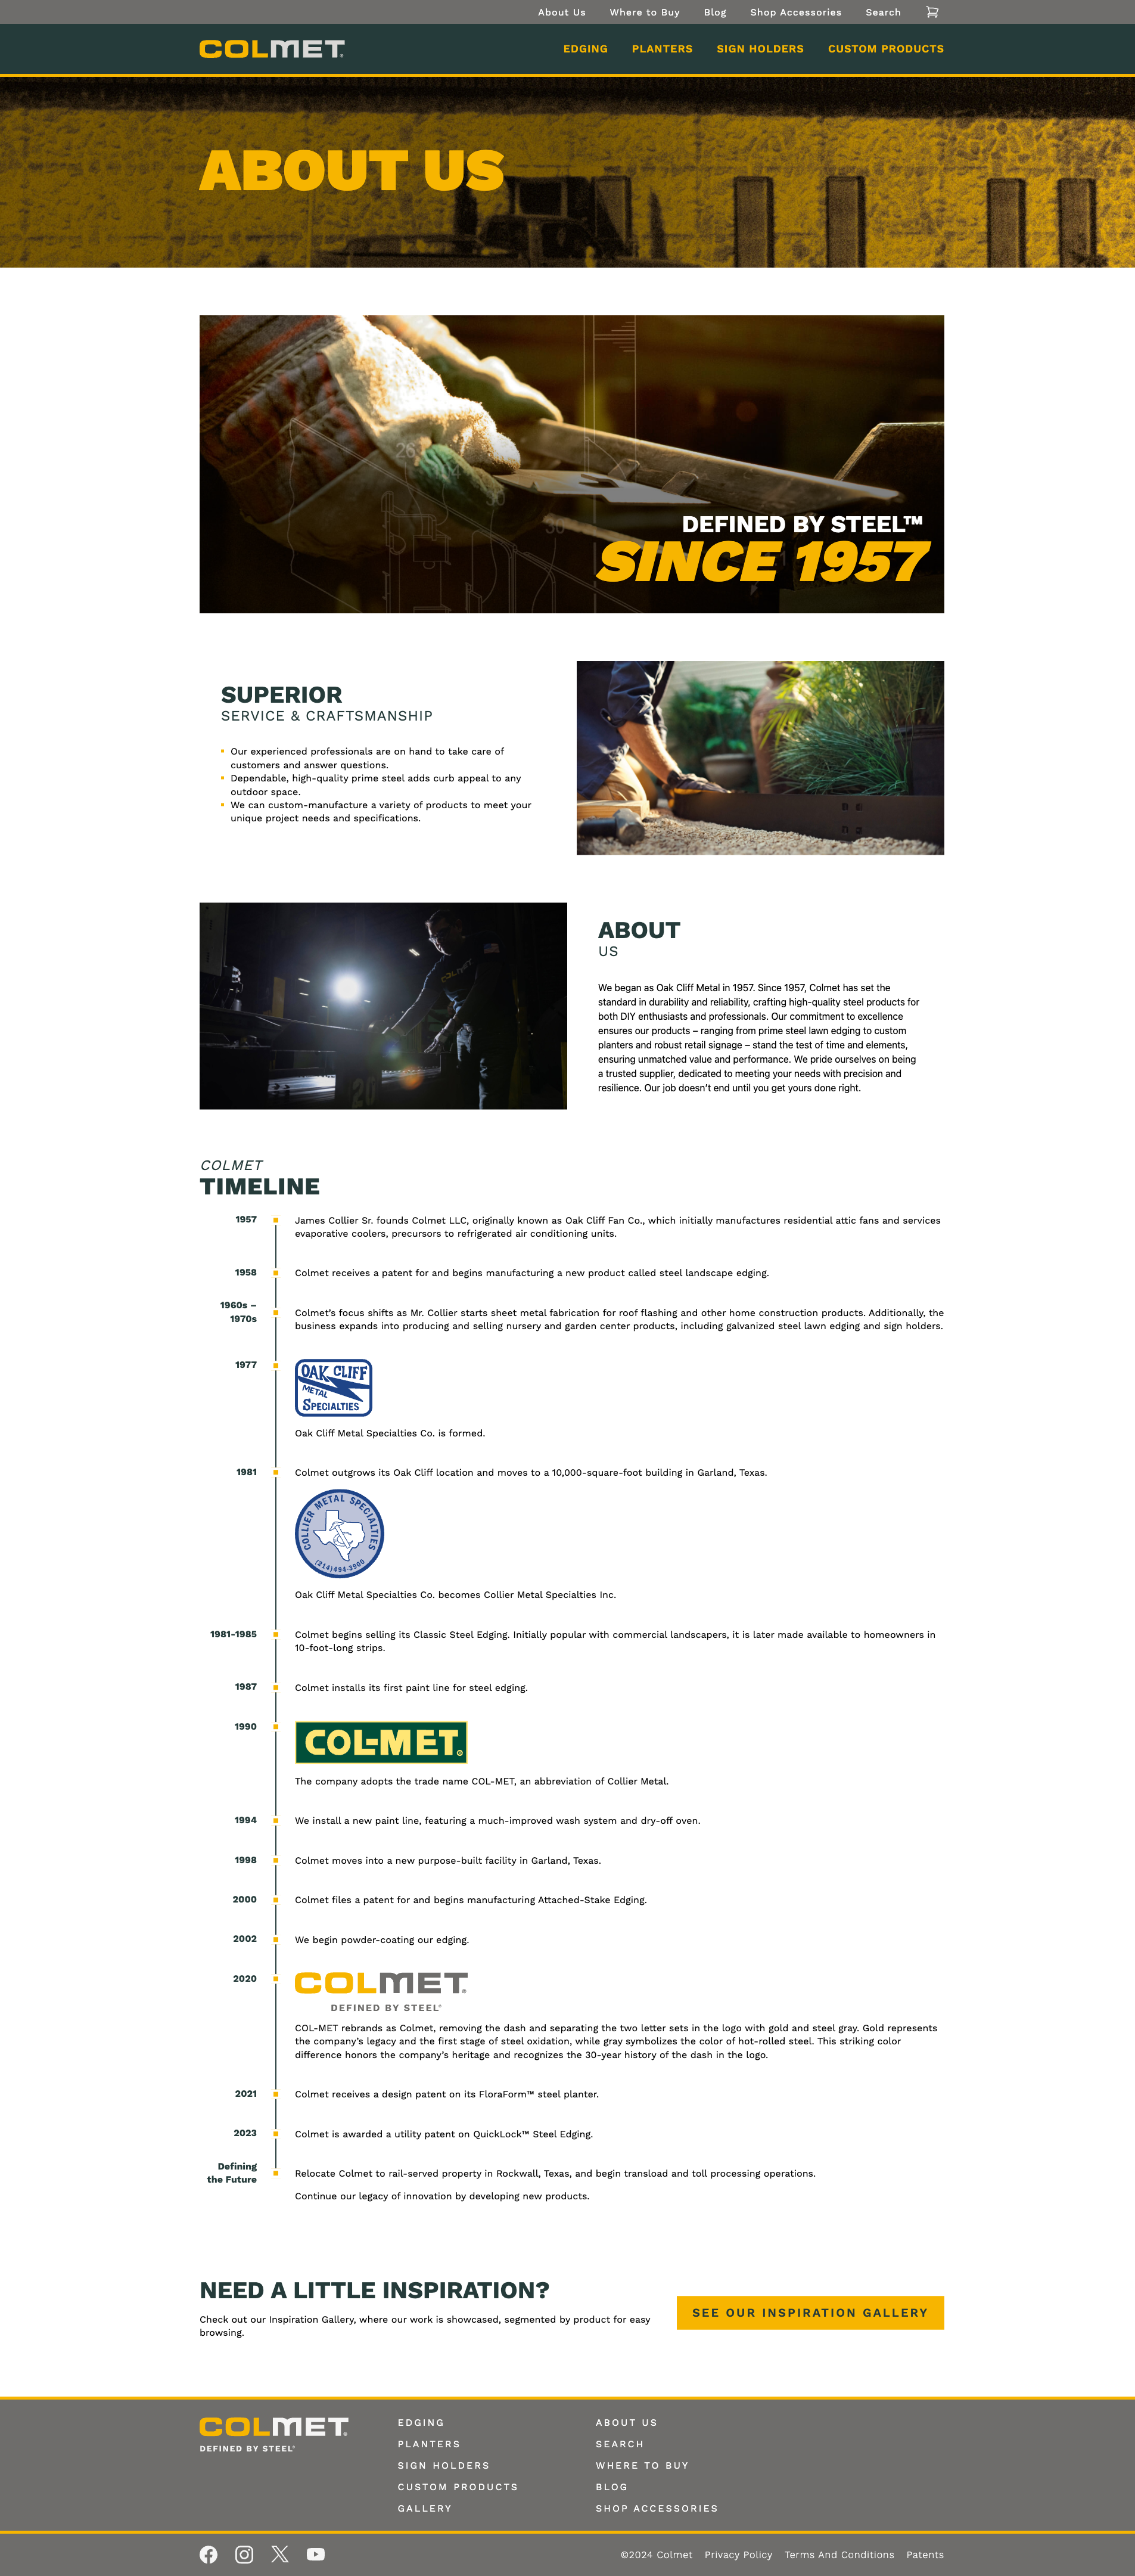 About Us Where to Buy Blog Shop Accessories Search
COLMET®
EDGING PLANTERS SIGN HOLDERS CUSTOM PRODUCTS
ABOUT US
26
30
DEFINED BY STEEL™
SINCE 1957
SUPERIOR
SERVICE & CRAFTSMANSHIP
Our experienced professionals are on hand to take care of
customers and answer questions.
Dependable, high-quality prime steel adds curb appeal to any
outdoor space.
We can custom-manufacture a variety of products to meet your
unique project needs and specifications.
COLMET
20
ABOUT
US
We began as Oak Cliff Metal in 1957. Since 1957, Colmet has set the
standard in durability and reliability, crafting high-quality steel products for
both DIY enthusiasts and professionals. Our commitment to excellence
ensures our products – ranging from prime steel lawn edging to custom
planters and robust retail signage – stand the test of time and elements,
ensuring unmatched value and performance. We pride ourselves on being
a trusted supplier, dedicated to meeting your needs with precision and
resilience. Our job doesn’t end until you get yours done right.
COLMET
TIMELINE
1957
James Collier Sr. founds Colmet LLC, originally known as Oak Cliff Fan Co., which initially manufactures residential attic fans and services
evaporative coolers, precursors to refrigerated air conditioning units.
1958
Colmet receives a patent for and begins manufacturing a new product called steel landscape edging.
1960s –
1970s
Colmet’s focus shifts as Mr. Collier starts sheet metal fabrication for roof flashing and other home construction products. Additionally, the
business expands into producing and selling nursery and garden center products, including galvanized steel lawn edging and sign holders.
1977
OAK CLIFF
METAL
SPECIALTIES
Oak Cliff Metal Specialties Co. is formed.
1981
Colmet outgrows its Oak Cliff location and moves to a 10,000-square-foot building in Garland, Texas.
COLLIER METAL SPECIALTIES
(214)494-3900
Oak Cliff Metal Specialties Co. becomes Collier Metal Specialties Inc.
1981-1985
Colmet begins selling its Classic Steel Edging. Initially popular with commercial landscapers, it is later made available to homeowners in
10-foot-long strips.
1987
Colmet installs its first paint line for steel edging.
1990
COL-MET®
The company adopts the trade name COL-MET, an abbreviation of Collier Metal.
1994
We install a new paint line, featuring a much-improved wash system and dry-off oven.
1998
Colmet moves into a new purpose-built facility in Garland, Texas.
2000
Colmet files a patent for and begins manufacturing Attached-Stake Edging.
2002
We begin powder-coating our edging.
2020
COLMET®
DEFINED BY STEEL®
COL-MET rebrands as Colmet, removing the dash and separating the two letter sets in the logo with gold and steel gray. Gold represents
the company’s legacy and the first stage of steel oxidation, while gray symbolizes the color of hot-rolled steel. This striking color
difference honors the company’s heritage and recognizes the 30-year history of the dash in the logo.
2021
Colmet receives a design patent on its FloraForm™ steel planter.
2023
Colmet is awarded a utility patent on QuickLock™ Steel Edging.
Defining
the Future
Relocate Colmet to rail-served property in Rockwall, Texas, and begin transload and toll processing operations.
Continue our legacy of innovation by developing new products.
NEED A LITTLE INSPIRATION?
Check out our Inspiration Gallery, where our work is showcased, segmented by product for easy
browsing.
SEE OUR INSPIRATION GALLERY
COLMET®
DEFINED BY STEEL®
EDGING
PLANTERS
SIGN HOLDERS
CUSTOM PRODUCTS
GALLERY
ABOUT US
SEARCH
WHERE TO BUY
BLOG
SHOP ACCESSORIES
©2024 Colmet Privacy Policy Terms And Conditions Patents